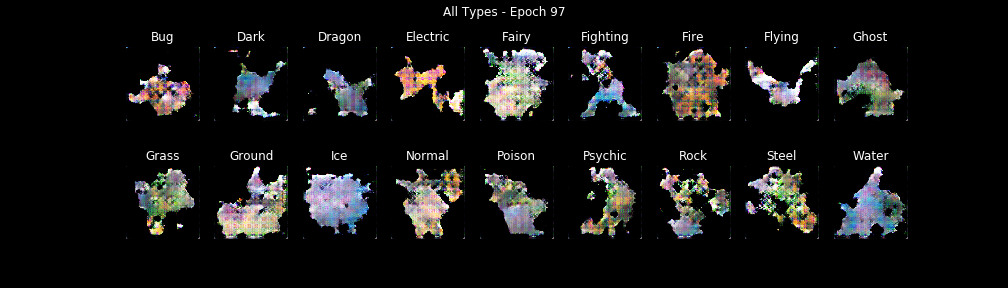 All Types - Epoch 97
Bug Dark Dragon Electric Fairy Fighting Fire Flying Ghost
Grass Ground Ice Normal Poison Psychic Rock Steel Water